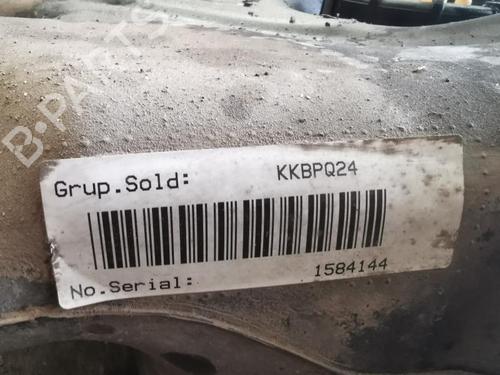 B-PARTS
Grup.Sold: KKBPQ24
No.Serial: 1584144